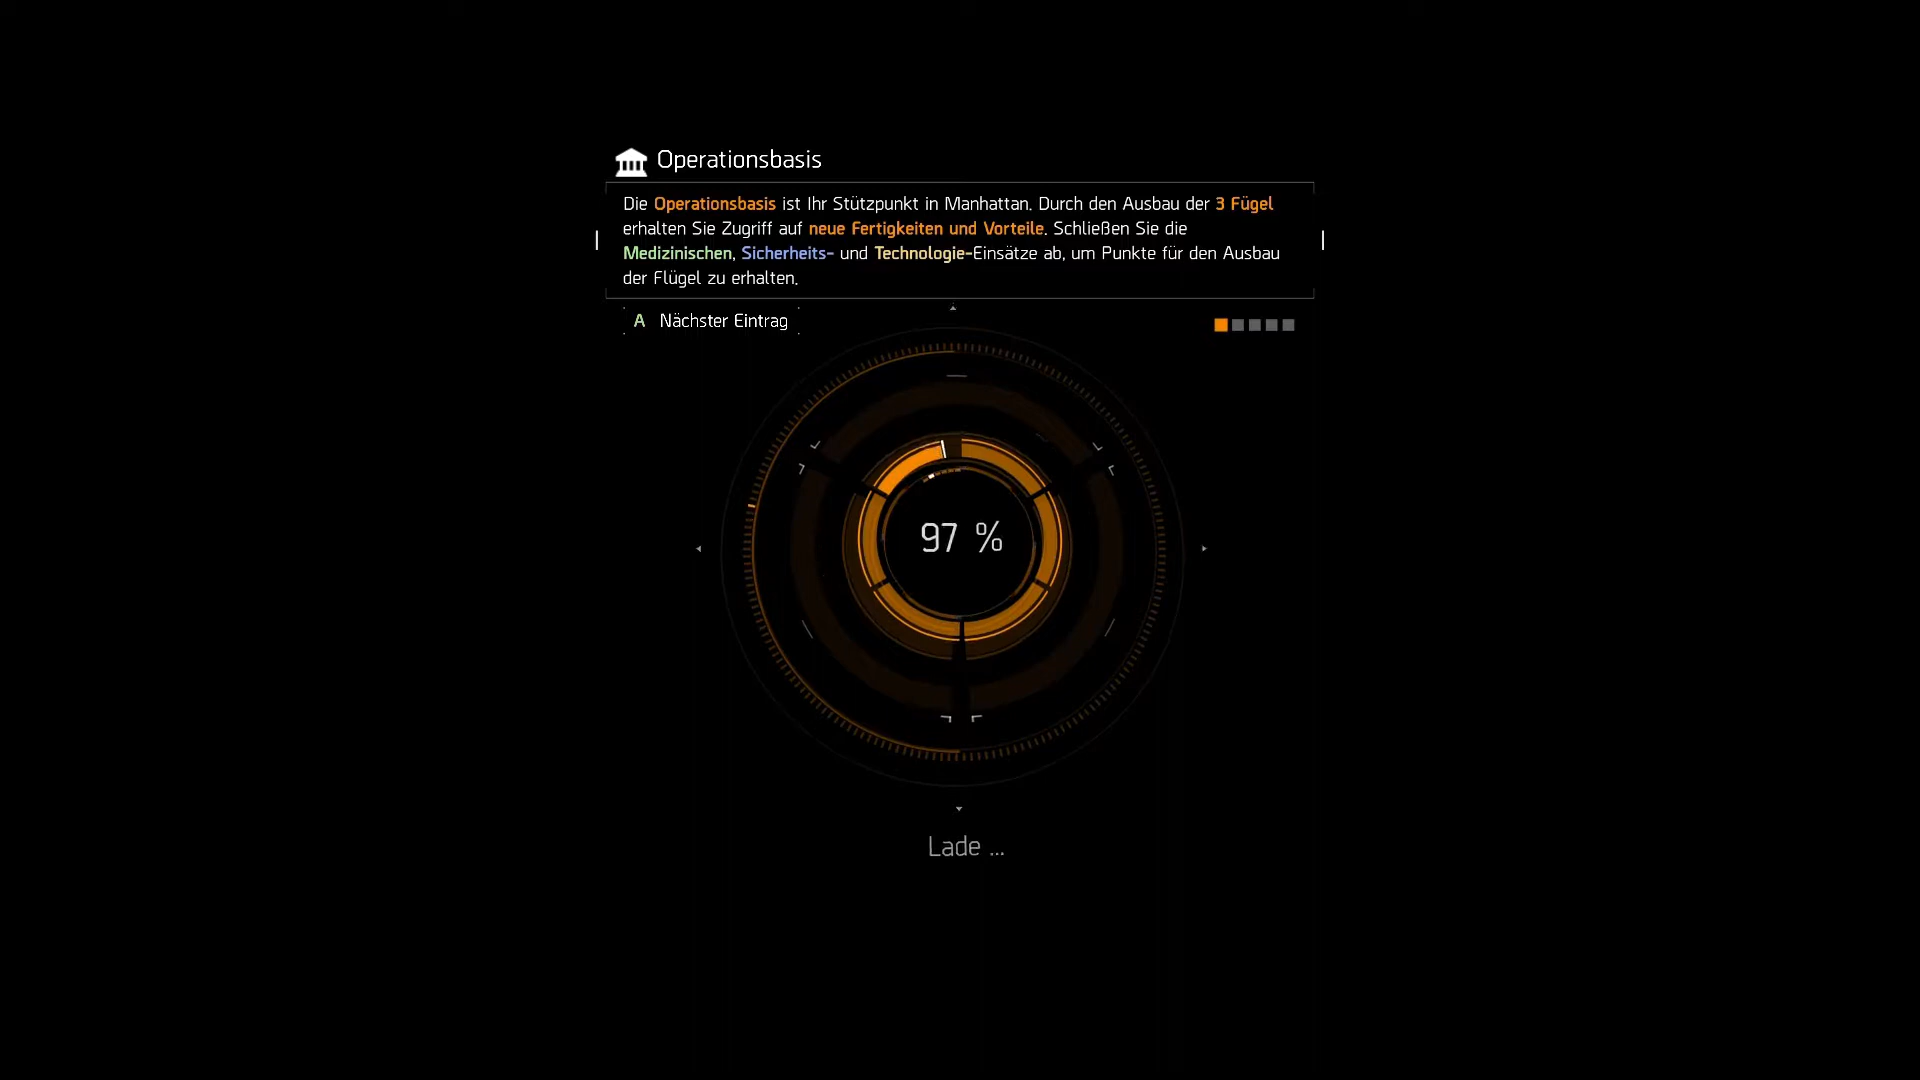 Operationsbasis
Die Operationsbasis ist Ihr Stützpunkt in Manhattan. Durch den Ausbau der 3 Fügel
erhalten Sie Zugriff auf neue Fertigkeiten und Vorteile. Schließen Sie die
Medizinischen, Sicherheits- und Technologie-Einsätze ab, um Punkte für den Ausbau
der Flügel zu erhalten.
A Nächster Eintrag
97 %
Lade ...